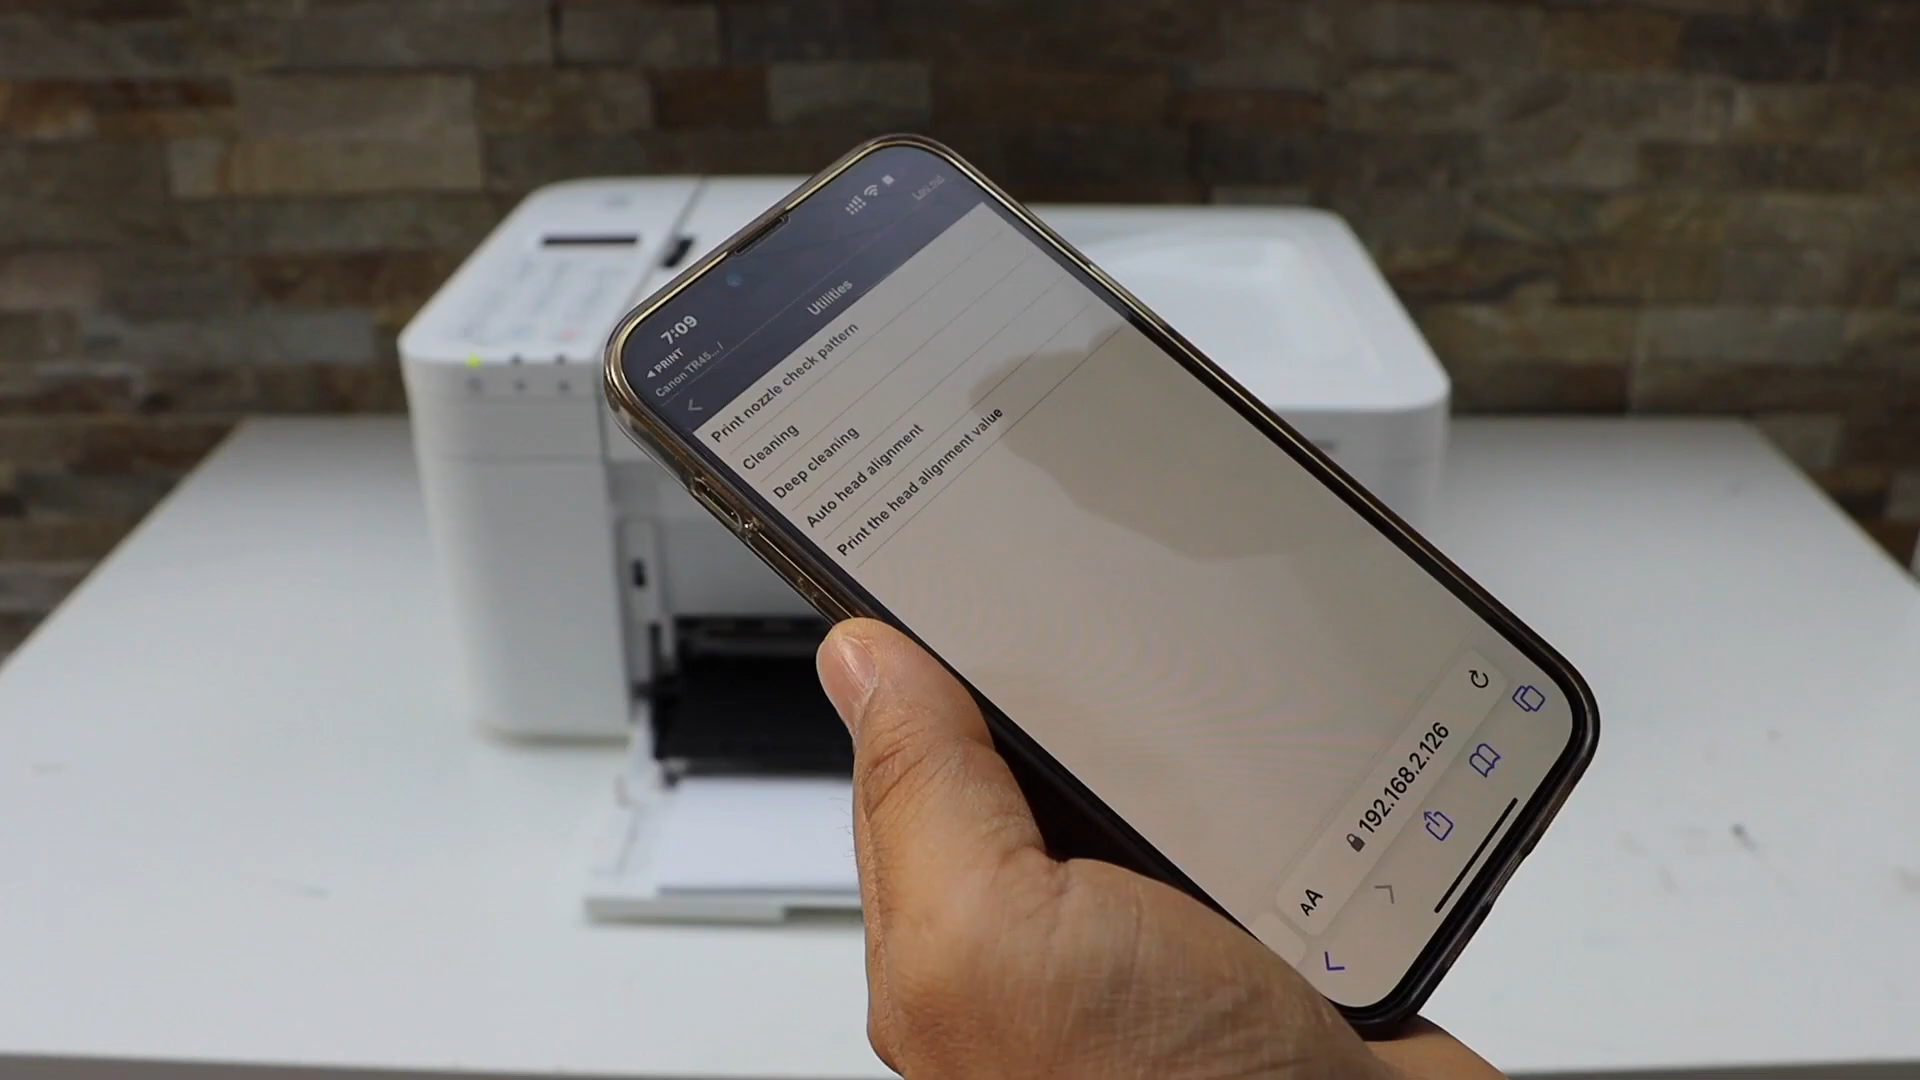 7:09
PRINT
Canon TR45... /
Utilities
Print nozzle check pattern
Cleaning
Deep cleaning
Auto head alignment
Print the head alignment value
AA
192.168.2.126